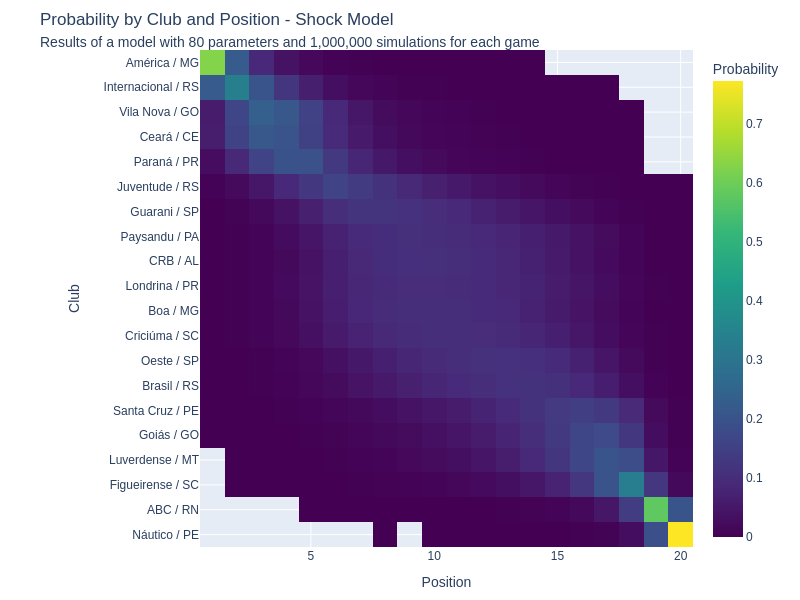 Probability by Club and Position - Shock Model
Results of a model with 80 parameters and 1,000,000 simulations for each game
Probability
América / MG
Internacional / RS
Vila Nova / GO
Ceará / CE
Paraná / PR
Juventude / RS
Guarani / SP
Paysandu / PA
CRB / AL
Londrina / PR
Boa / MG
Criciúma / SC
Oeste / SP
Brasil / RS
Santa Cruz / PE
Goiás / GO
Luverdense / MT
Figueirense / SC
ABC / RN
Náutico / PE
Club
5
10
15
20
Position
0.7
0.6
0.5
0.4
0.3
0.2
0.1
0